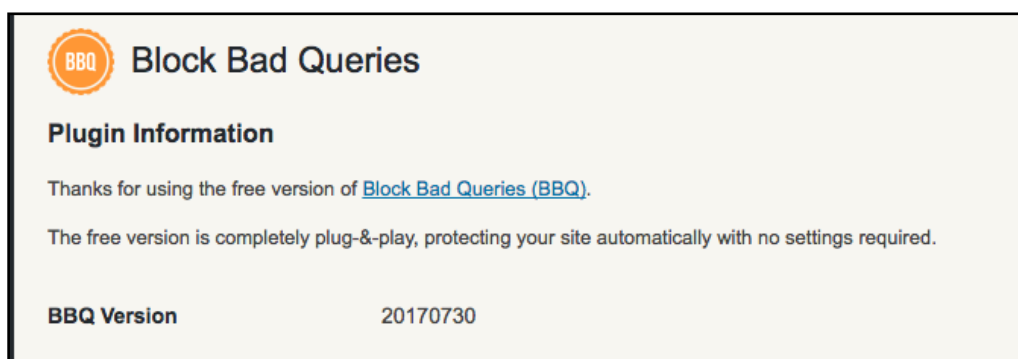 BBQ
Block Bad Queries
Plugin Information
Thanks for using the free version of Block Bad Queries (BBQ).
The free version is completely plug-&-play, protecting your site automatically with no settings required.
BBQ Version 20170730